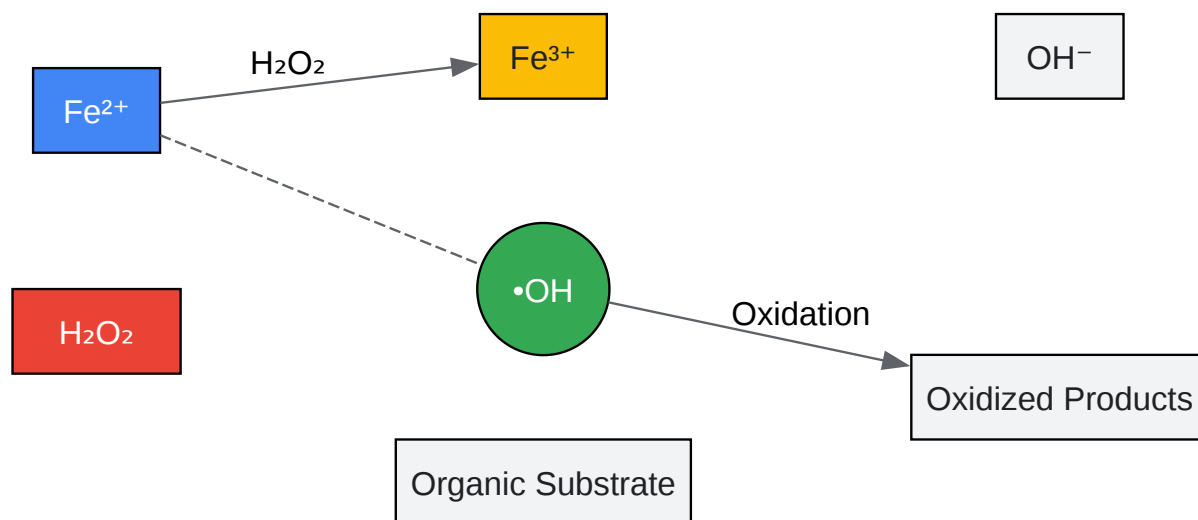 H₂O₂
Fe³⁺
OH⁻
Fe²⁺
•OH
H₂O₂
Oxidation
Oxidized Products
Organic Substrate